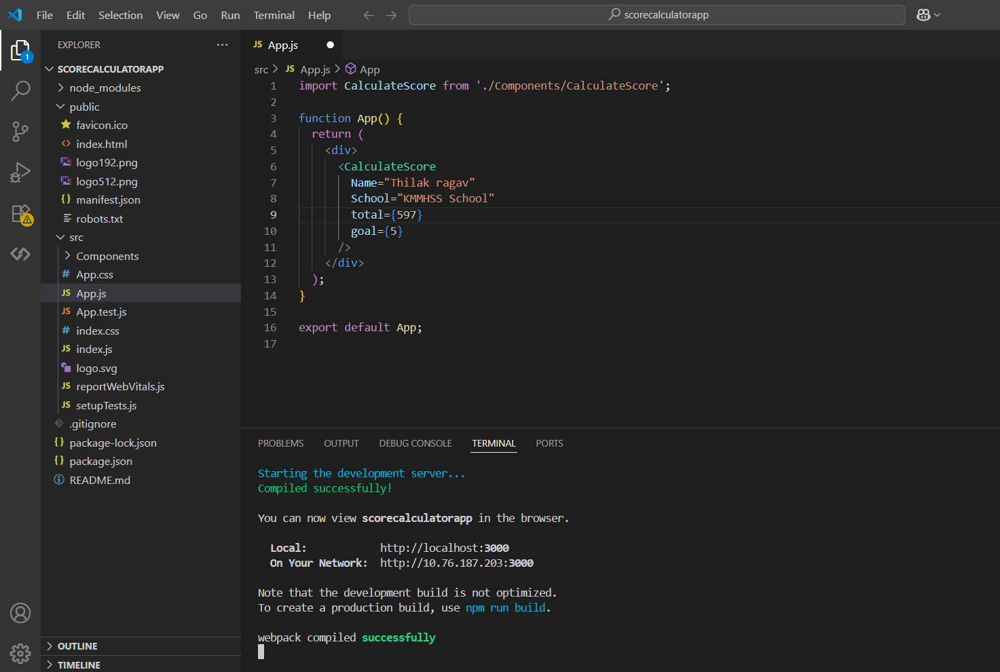 File Edit Selection View Go Run Terminal Help scorecalculatorapp
EXPLORER
1
SCORECALCULATORAPP
node_modules
public
favicon.ico
<> index.html
logo192.png
logo512.png
{} manifest.json
robots.txt
src
Components
# App.css
JS App.js
JS App.test.js
# index.css
JS index.js
logo.svg
JS reportWebVitals.js
JS setupTests.js
.gitignore
{} package-lock.json
{} package.json
README.md
OUTLINE
TIMELINE
JS App.js
src > JS App.js > App
1 import CalculateScore from './Components/CalculateScore';
2
3 function App() {
4 return (
5 <div>
6 <CalculateScore
7 Name="Thilak ragav"
8 School="KMMHSS School"
9 total={597}
10 goal={5}
11 />
12 </div>
13 );
14 }
15
16 export default App;
17
PROBLEMS OUTPUT DEBUG CONSOLE TERMINAL PORTS
Starting the development server...
Compiled successfully!
You can now view scorecalculatorapp in the browser.
Local: http://localhost:3000
On Your Network: http://10.76.187.203:3000
Note that the development build is not optimized.
To create a production build, use npm run build.
webpack compiled successfully